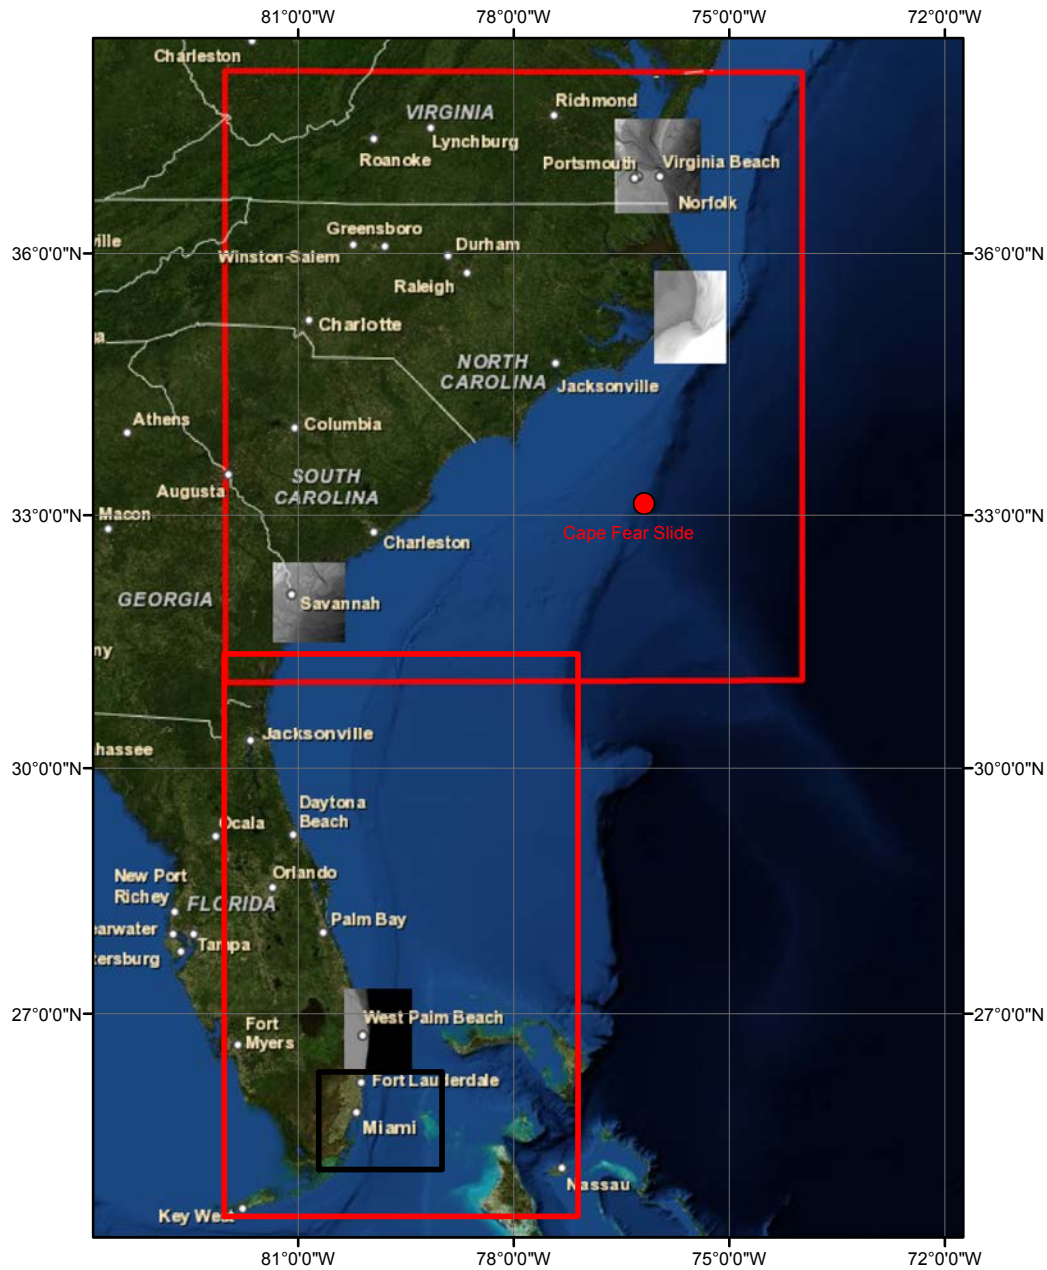 81°0'0"W
78°0'0"W
75°0'0"W
72°0'0"W
Charleston
Richmond
VIRGINIA
Lynchburg
Roanoke
Portsmouth
Virginia Beach
Norfolk
Greensboro
ville
Durham
36°0'0"N
36°0'0"N
Winston-Salem
Raleigh
Charlotte
a
NORTH
CAROLINA
Jacksonville
Athens
Columbia
SOUTH
CAROLINA
Augusta
Macon
33°0'0"N
33°0'0"N
Cape Fear Slide
Charleston
GEORGIA
Savannah
ny
Jacksonville
hassee
30°0'0"N
30°0'0"N
Daytona
Beach
Ocala
Orlando
New Port
Richey
FLORIDA
Palm Bay
earwater
Tampa
tersburg
27°0'0"N
27°0'0"N
West Palm Beach
Fort
Myers
Fort Lauderdale
Miami
Nassau
Key West
81°0'0"W
78°0'0"W
75°0'0"W
72°0'0"W